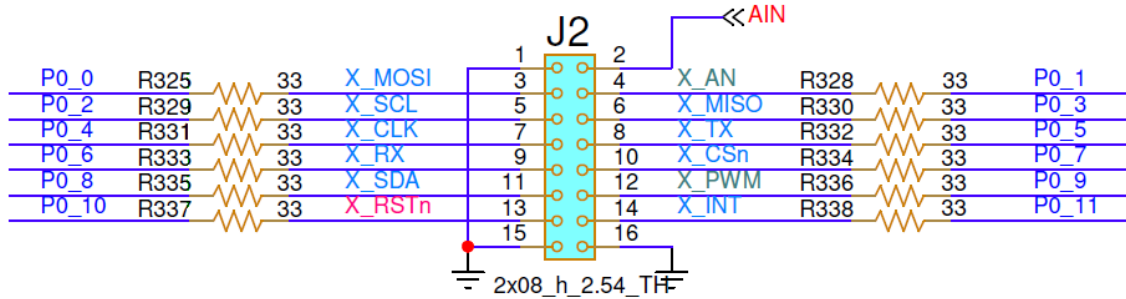 AIN
J2
1 2
P0_0 R325 33 X_MOSI 3 4 X_AN R328 33 P0_1
P0_2 R329 33 X_SCL 5 6 X_MISO R330 33 P0_3
P0_4 R331 33 X_CLK 7 8 X_TX R332 33 P0_5
P0_6 R333 33 X_RX 9 10 X_CSn R334 33 P0_7
P0_8 R335 33 X_SDA 11 12 X_PWM R336 33 P0_9
P0_10 R337 33 X_RSTn 13 14 X_INT R338 33 P0_11
15 16
2x08_h_2.54_TH